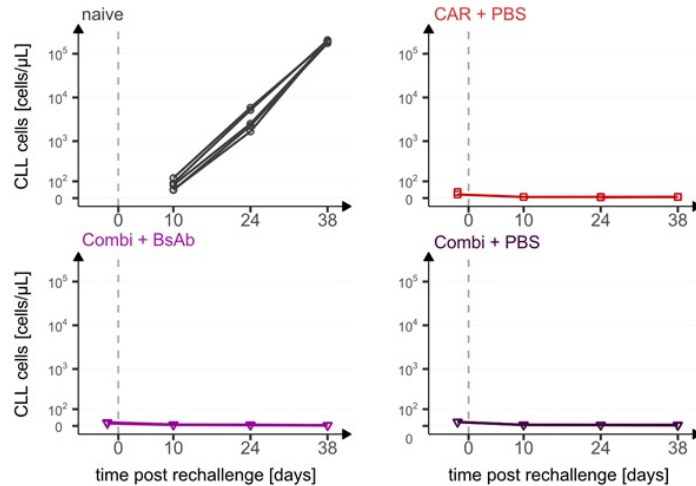 naive
CLL cells [cells/µL]
10⁵
10⁴
10³
10²
0
0 10 24 38
CAR + PBS
10⁵
10⁴
10³
10²
0
0 10 24 38
Combi + BsAb
CLL cells [cells/µL]
10⁵
10⁴
10³
10²
0
0 10 24 38
time post rechallenge [days]
Combi + PBS
10⁵
10⁴
10³
10²
0
0 10 24 38
time post rechallenge [days]